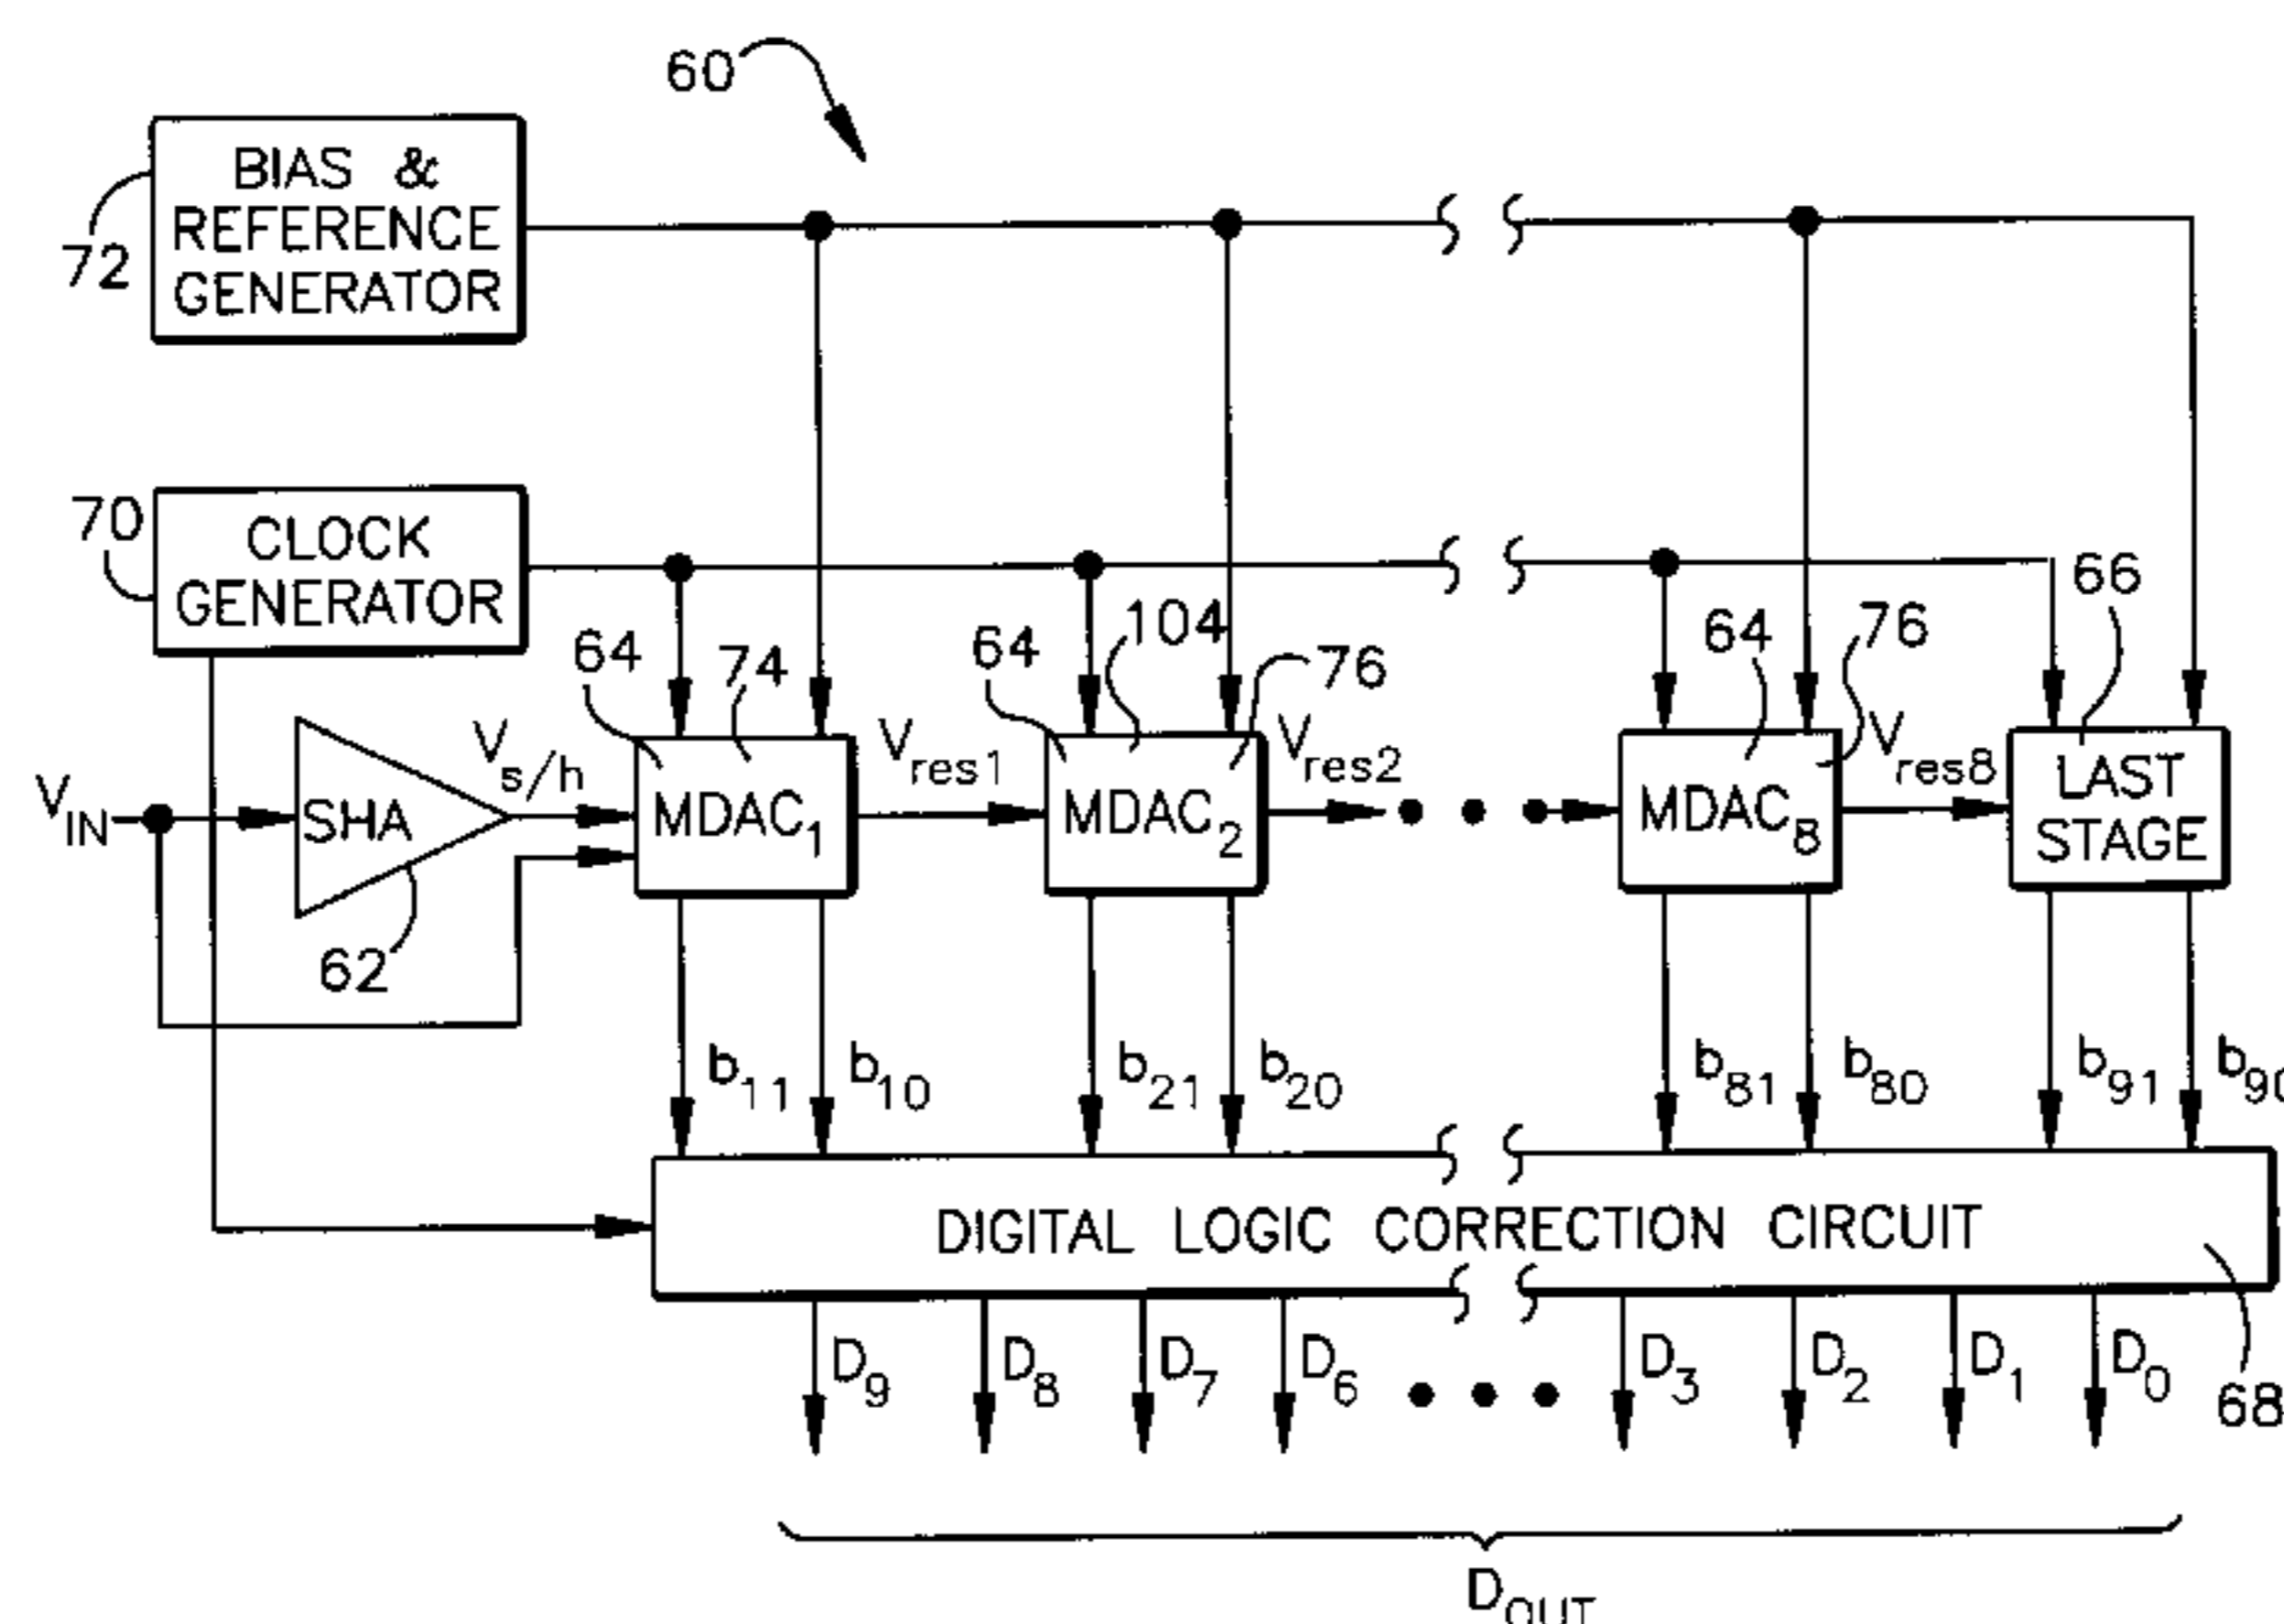 60
BIAS &
REFERENCE
GENERATOR
72
70
CLOCK
GENERATOR
64
74
64
104
76
64
76
66
V_IN
SHA
62
V_s/h
MDAC_1
V_res1
MDAC_2
V_res2
MDAC_8
V_res8
LAST
STAGE
b_11
b_10
b_21
b_20
b_81
b_80
b_91
b_90
DIGITAL LOGIC CORRECTION CIRCUIT
D_9
D_8
D_7
D_6
D_3
D_2
D_1
D_0
68
D_OUT